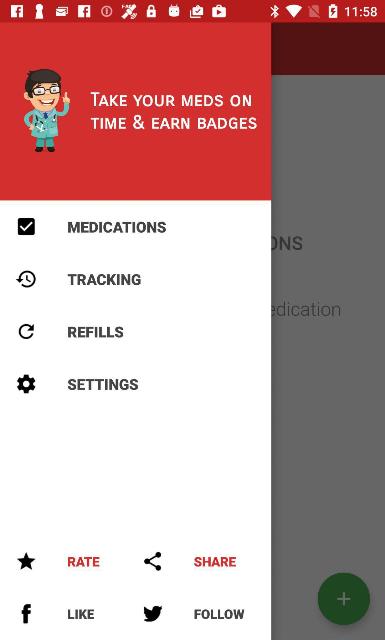 11:58
TAKE YOUR MEDS ON
TIME & EARN BADGES
MEDICATIONS
ONS
TRACKING
edication
REFILLS
SETTINGS
RATE
SHARE
LIKE
FOLLOW